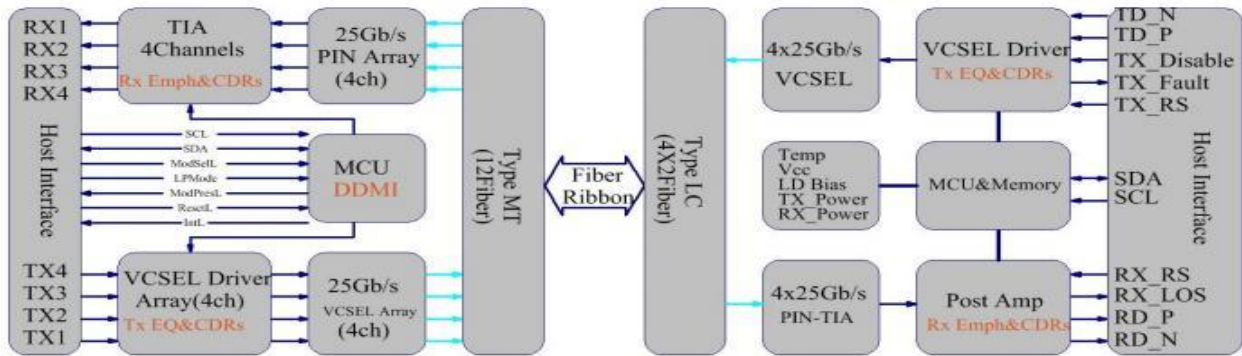 RX1
RX2
RX3
RX4
Host Interface
TX4
TX3
TX2
TX1
TIA
4Channels
Rx Emph&CDRs
25Gb/s
PIN Array
(4ch)
SCL
SDA
ModSelL
LPMode
ModPresL
ResetL
IntL
MCU
DDMI
VCSEL Driver
Array(4ch)
Tx EQ&CDRs
25Gb/s
VCSEL Array
(4ch)
Type MT
(12Fiber)
Fiber
Ribbon
Type LC
(4X2Fiber)
4x25Gb/s
VCSEL
VCSEL Driver
Tx EQ&CDRs
TD_N
TD_P
TX_Disable
TX_Fault
TX_RS
Temp
Vcc
LD Bias
TX_Power
RX_Power
MCU&Memory
SDA
SCL
Host Interface
4x25Gb/s
PIN-TIA
Post Amp
Rx Emph&CDRs
RX_RS
RX_LOS
RD_P
RD_N